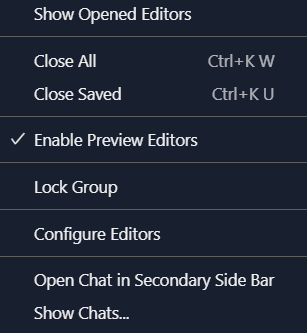 Show Opened Editors
Close All Ctrl+K W
Close Saved Ctrl+K U
Enable Preview Editors
Lock Group
Configure Editors
Open Chat in Secondary Side Bar
Show Chats...